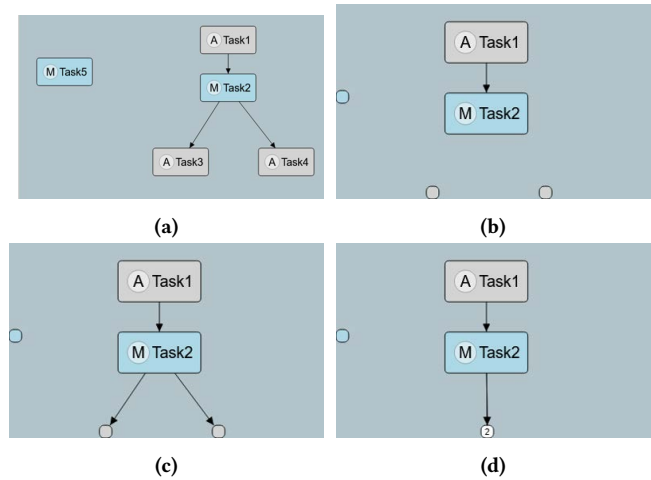 A Task1
M Task5
M Task2
A Task3
A Task4
(a)
A Task1
M Task2
(b)
A Task1
M Task2
(c)
A Task1
M Task2
2
(d)